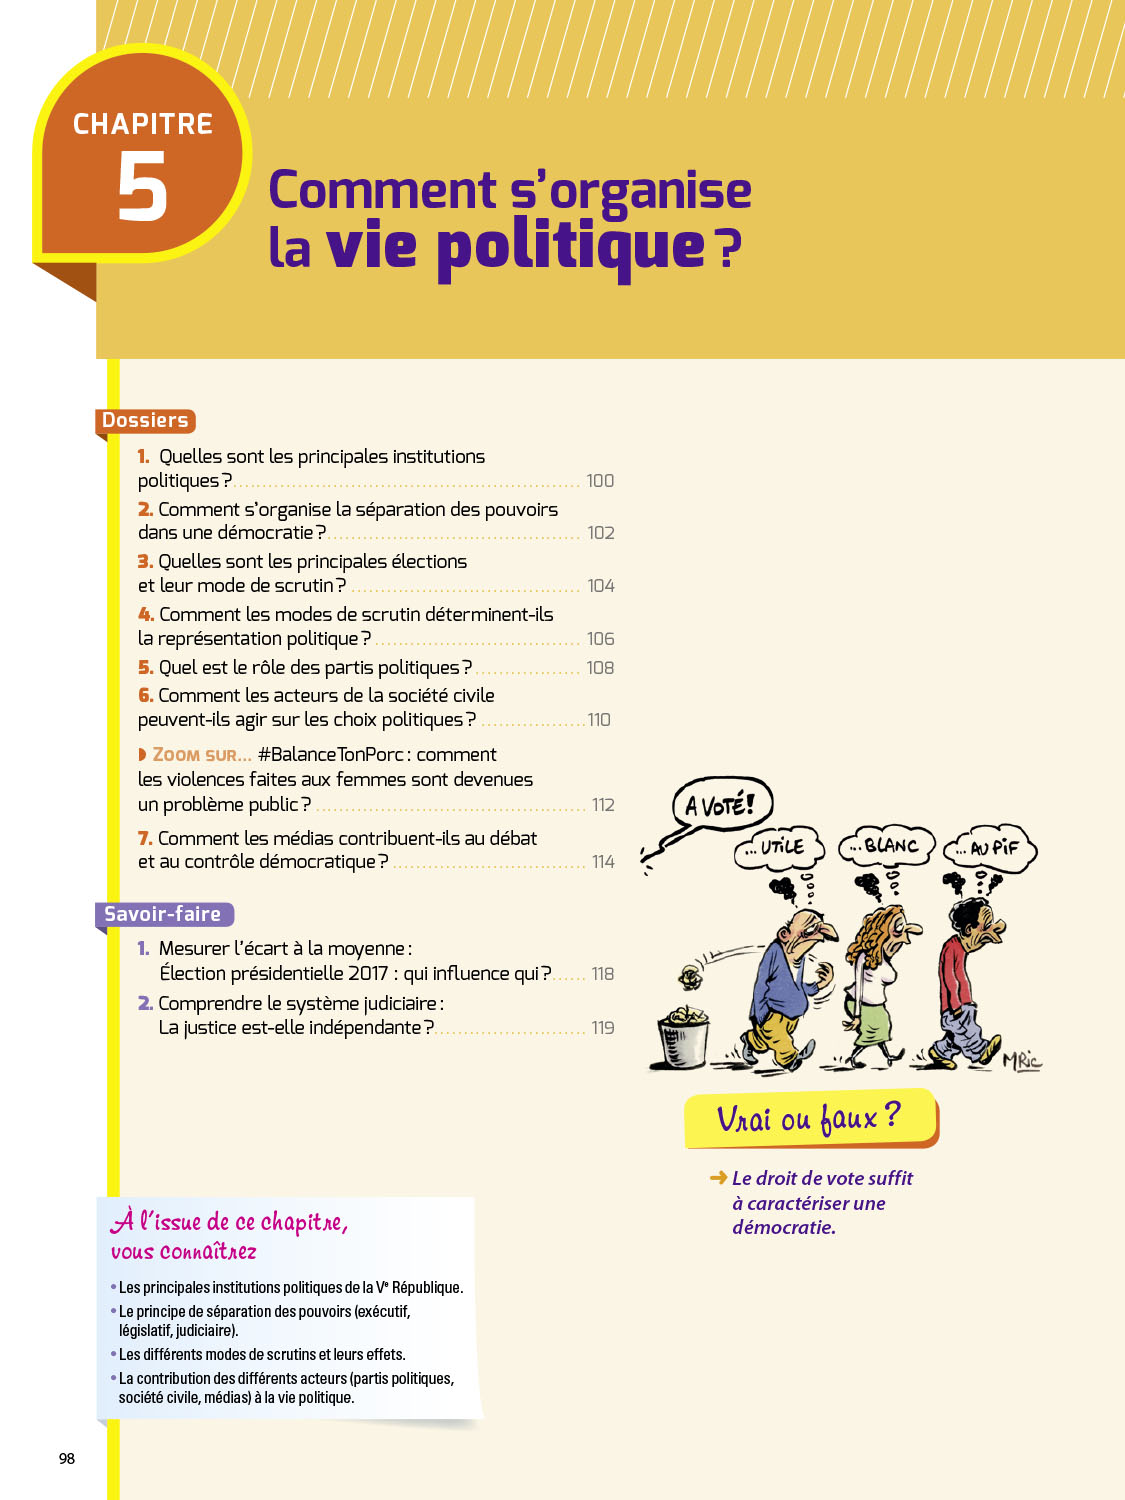 CHAPITRE
5
Comment s'organise
la vie politique ?
Dossiers
1. Quelles sont les principales institutions
politiques ? 100
2. Comment s'organise la séparation des pouvoirs
dans une démocratie ? 102
3. Quelles sont les principales élections
et leur mode de scrutin ? 104
4. Comment les modes de scrutin déterminent-ils
la représentation politique ? 106
5. Quel est le rôle des partis politiques ? 108
6. Comment les acteurs de la société civile
peuvent-ils agir sur les choix politiques ? 110
ZOOM SUR... #BalanceTonPorc : comment
les violences faites aux femmes sont devenues
un problème public ? 112
7. Comment les médias contribuent-ils au débat
et au contrôle démocratique ? 114
Savoir-faire
1. Mesurer l'écart à la moyenne :
Élection présidentielle 2017 : qui influence qui ? 118
2. Comprendre le système judiciaire :
La justice est-elle indépendante ? 119
A VOTÉ !
... UTILE
... BLANC
... AU PIF
MRic
Vrai ou faux ?
➜ Le droit de vote suffit
à caractériser une
démocratie.
À l'issue de ce chapitre,
vous connaîtrez
• Les principales institutions politiques de la Ve République.
• Le principe de séparation des pouvoirs (exécutif,
législatif, judiciaire).
• Les différents modes de scrutins et leurs effets.
• La contribution des différents acteurs (partis politiques,
société civile, médias) à la vie politique.
98